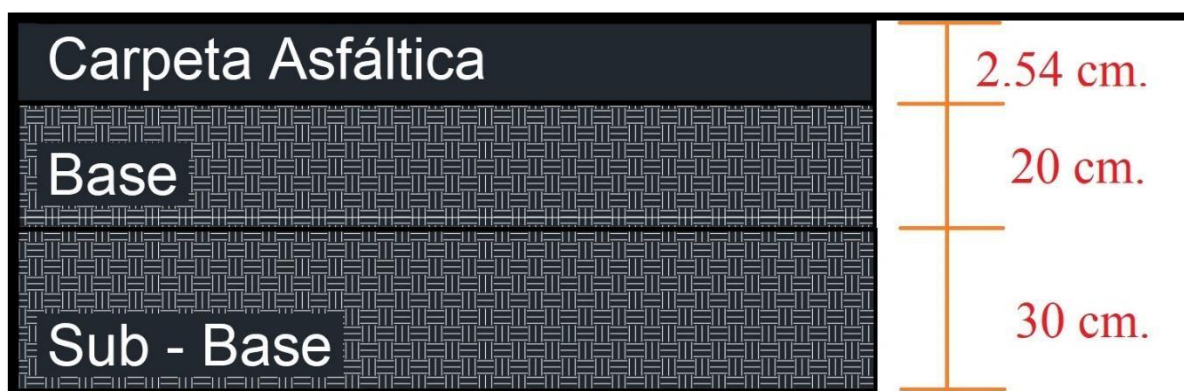 Carpeta Asfáltica
2.54 cm.
Base
20 cm.
Sub - Base
30 cm.